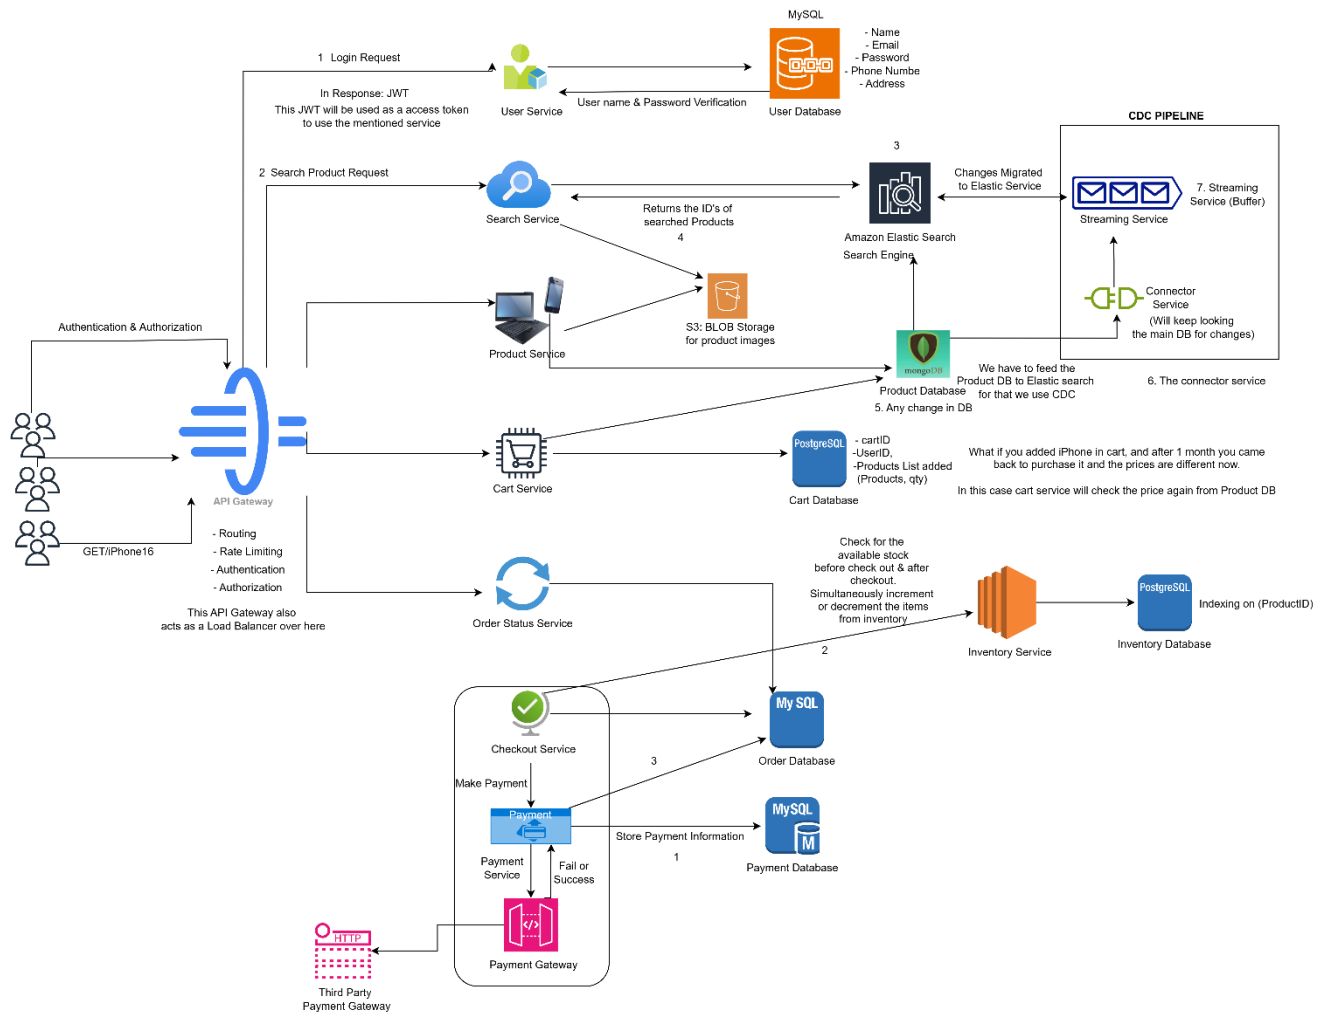 MySQL
- Name
- Email
- Password
- Phone Numbe
- Address
1  Login Request
In Response: JWT
This JWT will be used as a access token
to use the mentioned service
User Service
User name & Password Verification
User Database
CDC PIPELINE
2  Search Product Request
Search Service
Returns the ID's of
searched Products
4
3
Amazon Elastic Search
Search Engine
Changes Migrated
to Elastic Service
Streaming Service
7. Streaming
Service (Buffer)
Connector
Service
(Will keep looking
the main DB for changes)
6. The connector service
S3: BLOB Storage
for product images
Product Service
mongoDB
Product Database
We have to feed the
Product DB to Elastic search
for that we use CDC
5. Any change in DB
Authentication & Authorization
API Gateway
GET/iPhone16
- Routing
- Rate Limiting
- Authentication
- Authorization
This API Gateway also
acts as a Load Balancer over here
Cart Service
PostgreSQL
Cart Database
- cartID
-UserID,
-Products List added
(Products, qty)
What if you added iPhone in cart, and after 1 month you came
back to purchase it and the prices are different now.
In this case cart service will check the price again from Product DB
Order Status Service
Check for the
available stock
before check out & after
checkout.
Simultaneously increment
or decrement the items
from inventory
2
Inventory Service
PostgreSQL
Inventory Database
Indexing on (ProductID)
Checkout Service
My SQL
Order Database
Make Payment
3
Payment
Payment
Service
Fail or
Success
Store Payment Information
1
MySQL
M
Payment Database
</>
Payment Gateway
HTTP
Third Party
Payment Gateway